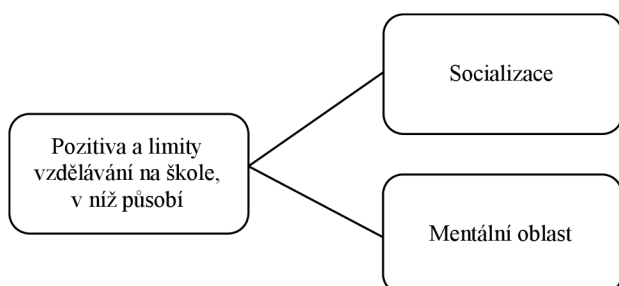 Socializace
Pozitiva a limity
vzdělávání na škole,
v níž působí
Mentální oblast